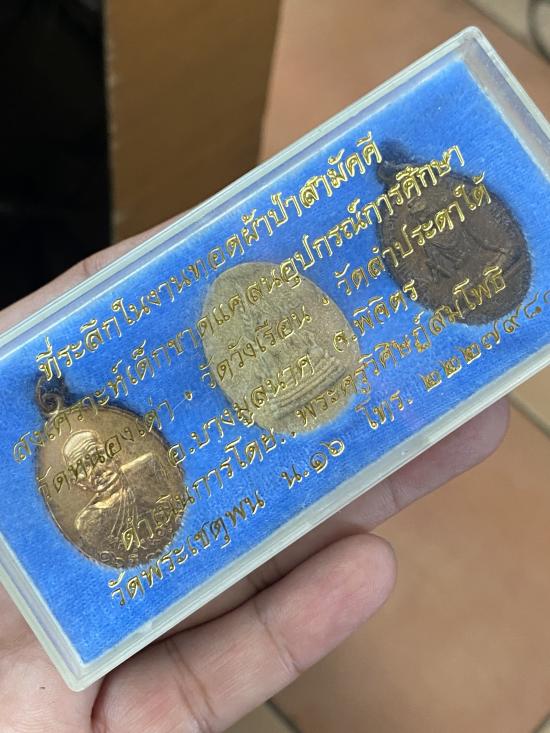 ที่ระลึกในงานทอดผ้าป่าสามัคคี
สงเคราะห์เด็กขาดแคลนอุปกรณ์การศึกษา
วัดหนองเต่า • วัดวังเรือน • วัดลำประดาใต้
อ.บางมูลนาค จ.พิจิตร
ดำเนินการโดย..พระครูวิศิษฎ์สมโพธิ
วัดพระเชตุพน น.๑๖ โทร. ๒๒๒๗๙๘